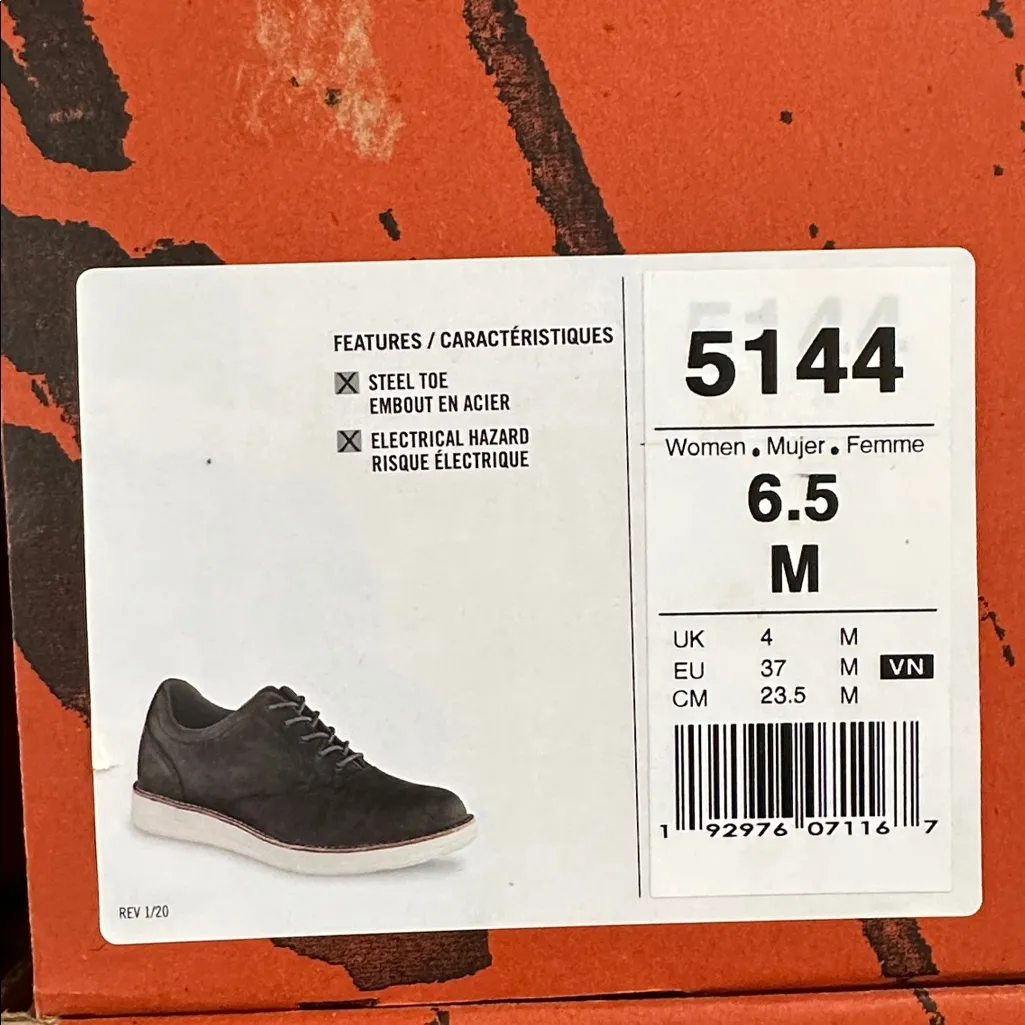 FEATURES / CARACTÉRISTIQUES
X STEEL TOE
EMBOUT EN ACIER
X ELECTRICAL HAZARD
RISQUE ÉLECTRIQUE
REV 1/20
5144
5144
Women • Mujer • Femme
6.5
M
UK 4 M
EU 37 M VN
CM 23.5 M
1 92976 07116 7